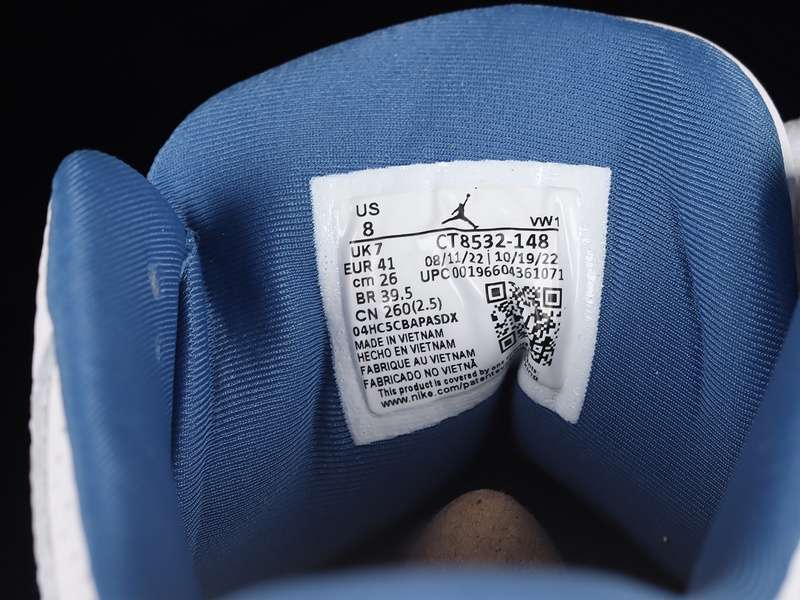 US
8
VW1
UK 7
CT8532-148
EUR 41
08/11/22 | 10/19/22
cm 26
UPC 00196604361071
BR 39.5
CN 260(2.5)
04HC5CBAPASDX
MADE IN VIETNAM
HECHO EN VIETNAM
FABRIQUE AU VIETNAM
FABRICADO NO VIETNÃ
This product is covered by one
www.nike.com/patents